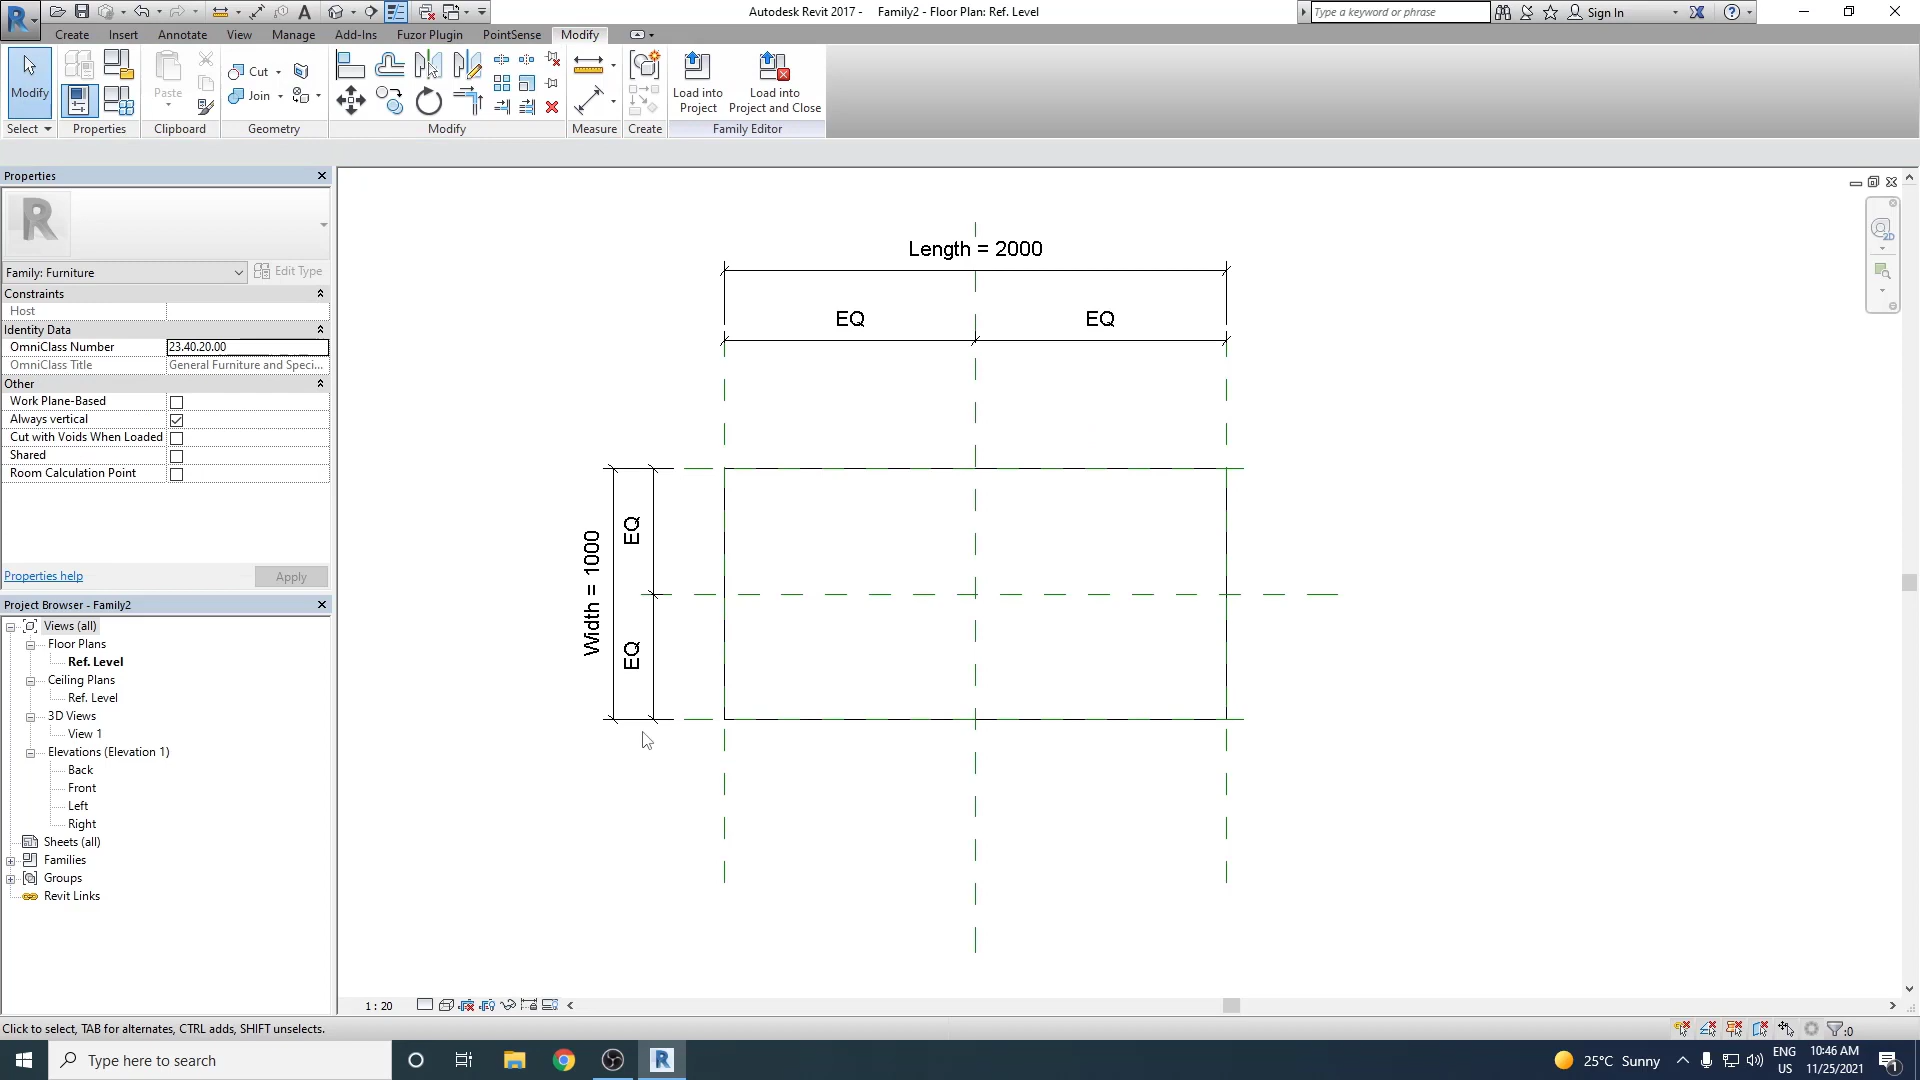 Autodesk Revit 2017 -   Family2 - Floor Plan: Ref. Level
Type a keyword or phrase
Sign In
Create
Insert
Annotate
View
Manage
Add-Ins
Fuzor Plugin
PointSense
Modify
Modify
Paste
Cut
Join
Load into
Project
Load into
Project and Close
Select
Properties
Clipboard
Geometry
Modify
Measure
Create
Family Editor
Properties
Family: Furniture
Edit Type
Constraints
Host
Identity Data
OmniClass Number
23.40.20.00
OmniClass Title
General Furniture and Speci...
Other
Work Plane-Based
Always vertical
Cut with Voids When Loaded
Shared
Room Calculation Point
Properties help
Apply
Project Browser - Family2
Views (all)
Floor Plans
Ref. Level
Ceiling Plans
Ref. Level
3D Views
View 1
Elevations (Elevation 1)
Back
Front
Left
Right
Sheets (all)
Families
Groups
Revit Links
Length = 2000
EQ
EQ
Width = 1000
EQ
EQ
2D
1 : 20
Click to select, TAB for alternates, CTRL adds, SHIFT unselects.
:0
Type here to search
25°C Sunny
ENG
US
10:46 AM
11/25/2021
1